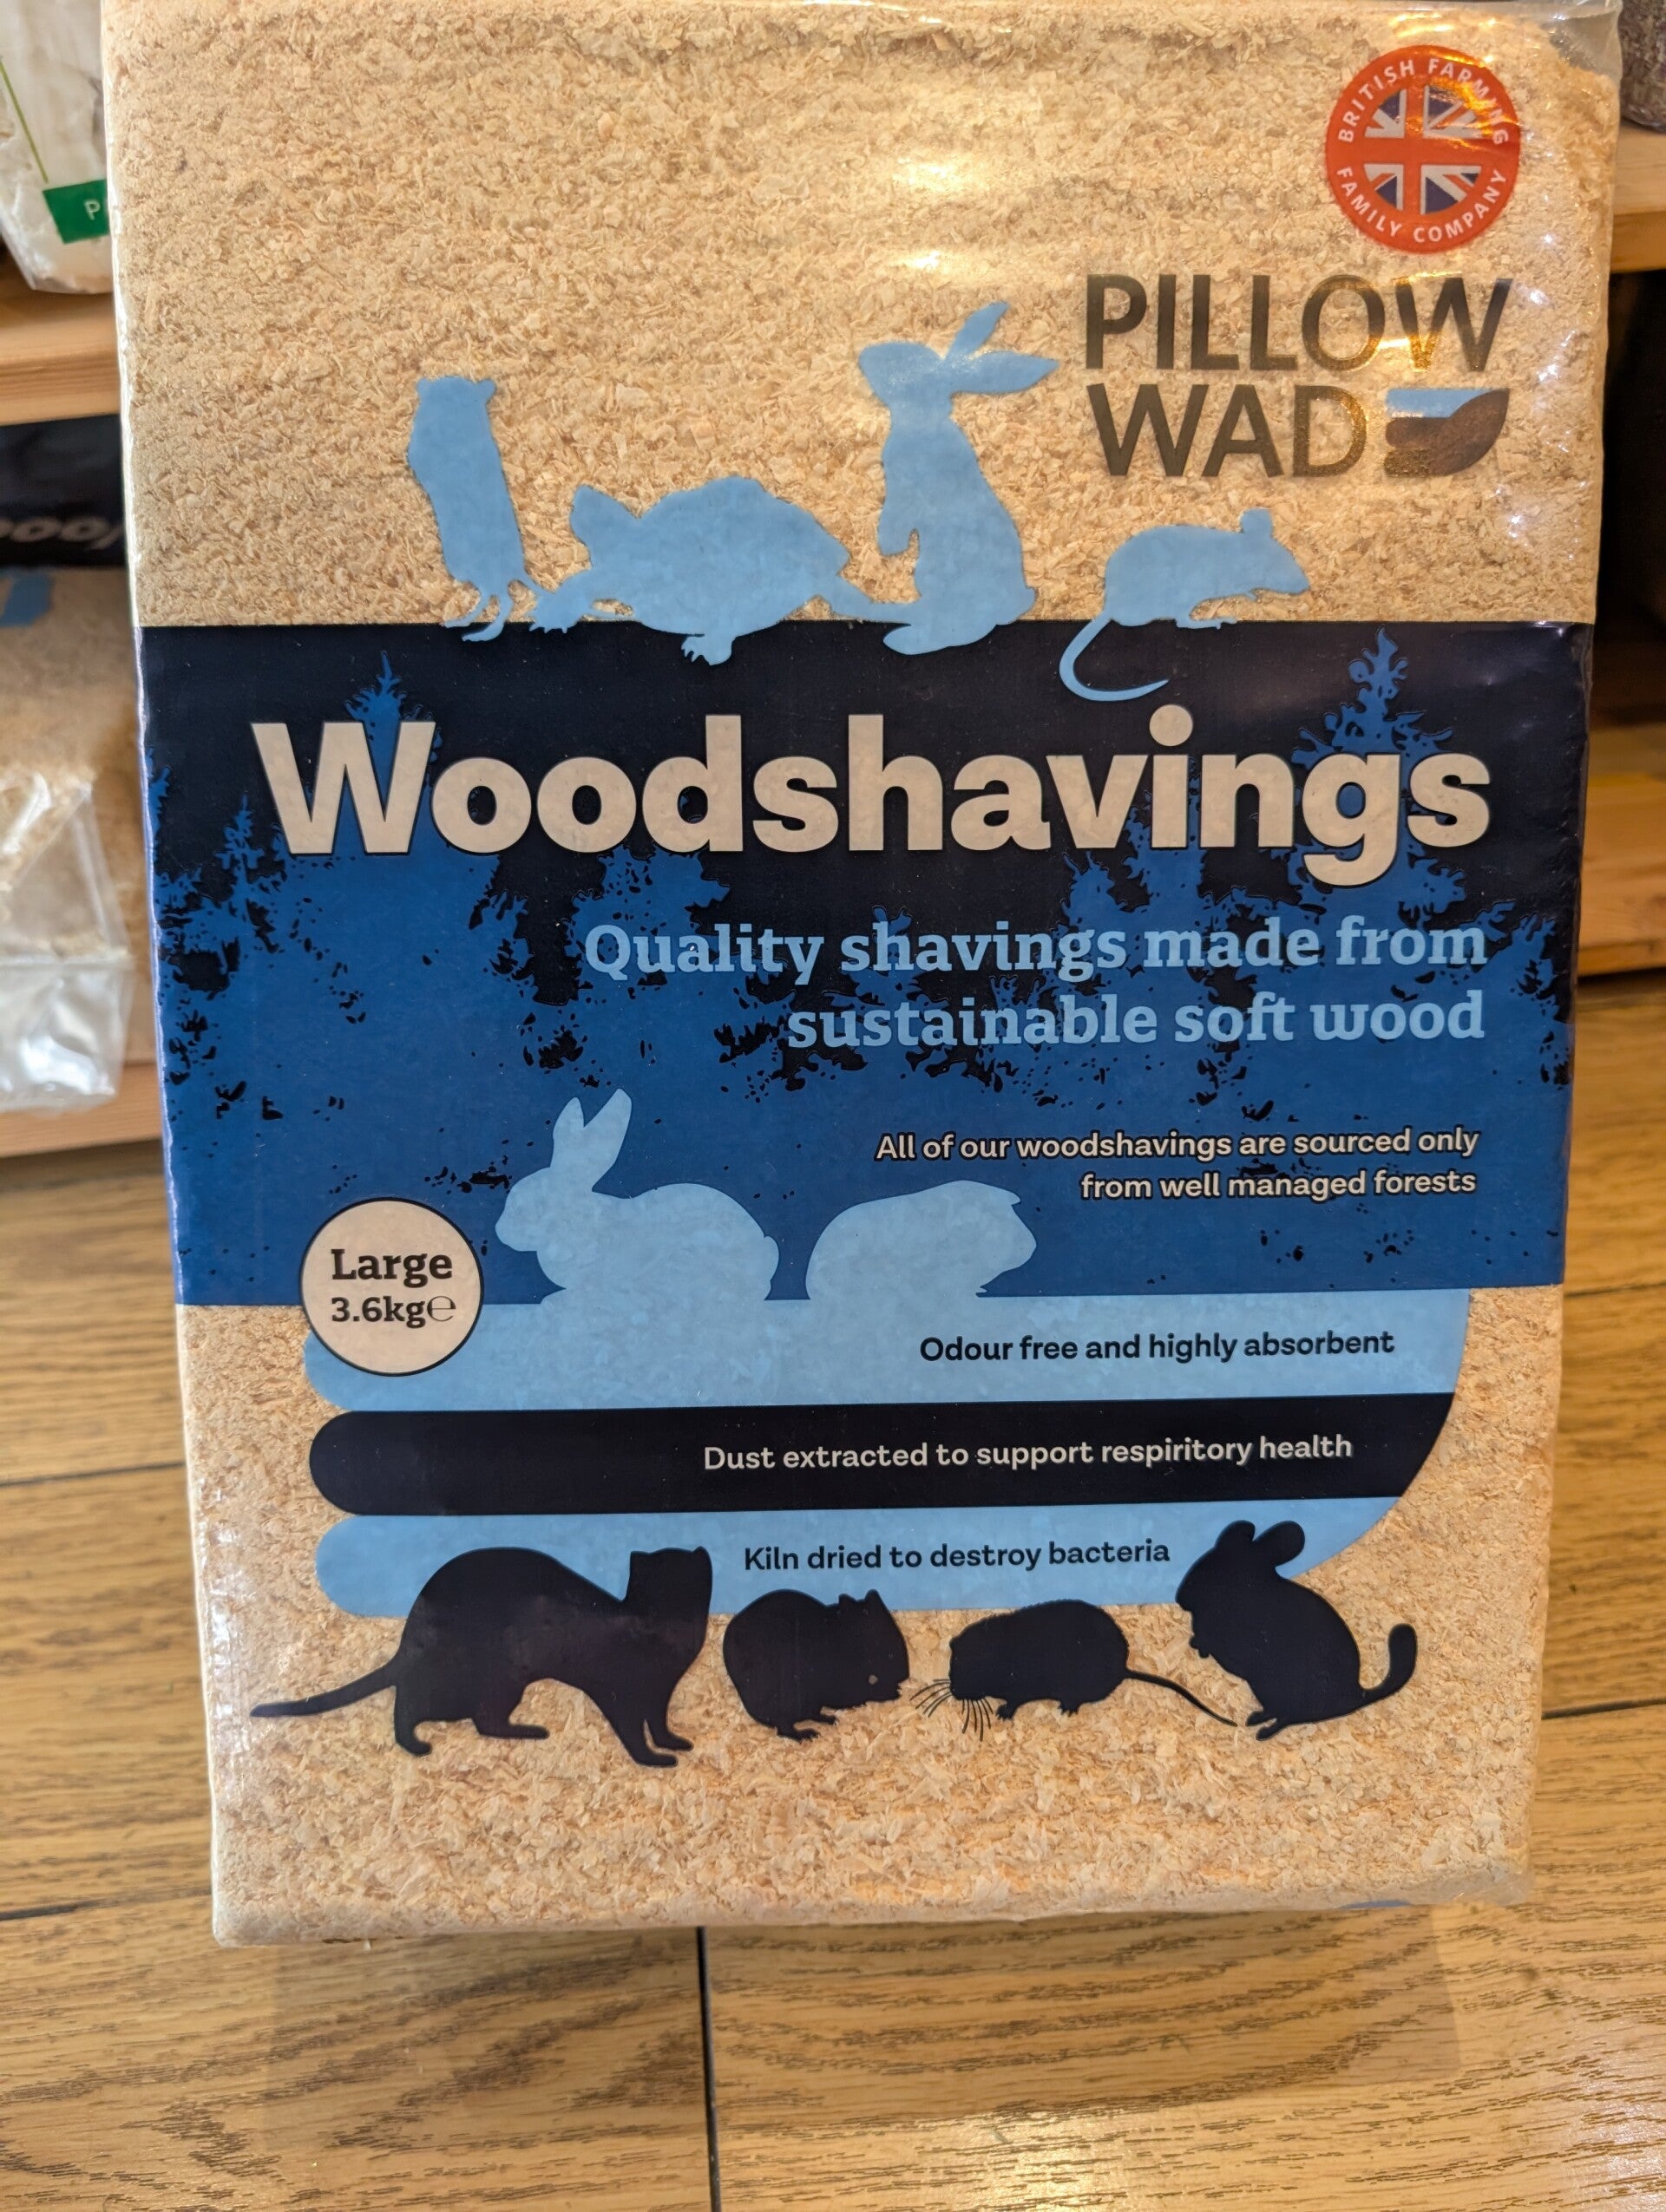 BRITISH FARMING
FAMILY COMPANY
PILLOW
WAD
Woodshavings
Quality shavings made from
sustainable soft wood
All of our woodshavings are sourced only
from well managed forests
Large
3.6kg℮
Odour free and highly absorbent
Dust extracted to support respiritory health
Kiln dried to destroy bacteria